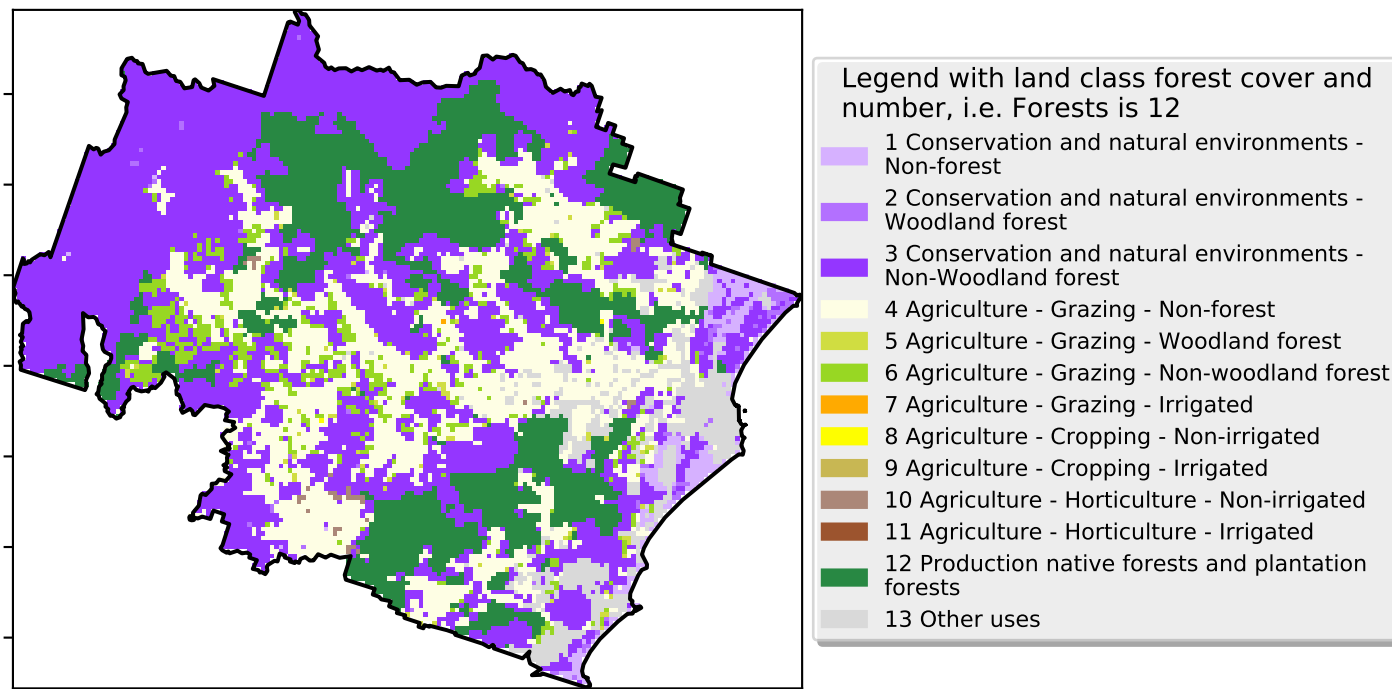 Legend with land class forest cover and
number, i.e. Forests is 12
1 Conservation and natural environments -
Non-forest
2 Conservation and natural environments -
Woodland forest
3 Conservation and natural environments -
Non-Woodland forest
4 Agriculture - Grazing - Non-forest
5 Agriculture - Grazing - Woodland forest
6 Agriculture - Grazing - Non-woodland forest
7 Agriculture - Grazing - Irrigated
8 Agriculture - Cropping - Non-irrigated
9 Agriculture - Cropping - Irrigated
10 Agriculture - Horticulture - Non-irrigated
11 Agriculture - Horticulture - Irrigated
12 Production native forests and plantation
forests
13 Other uses